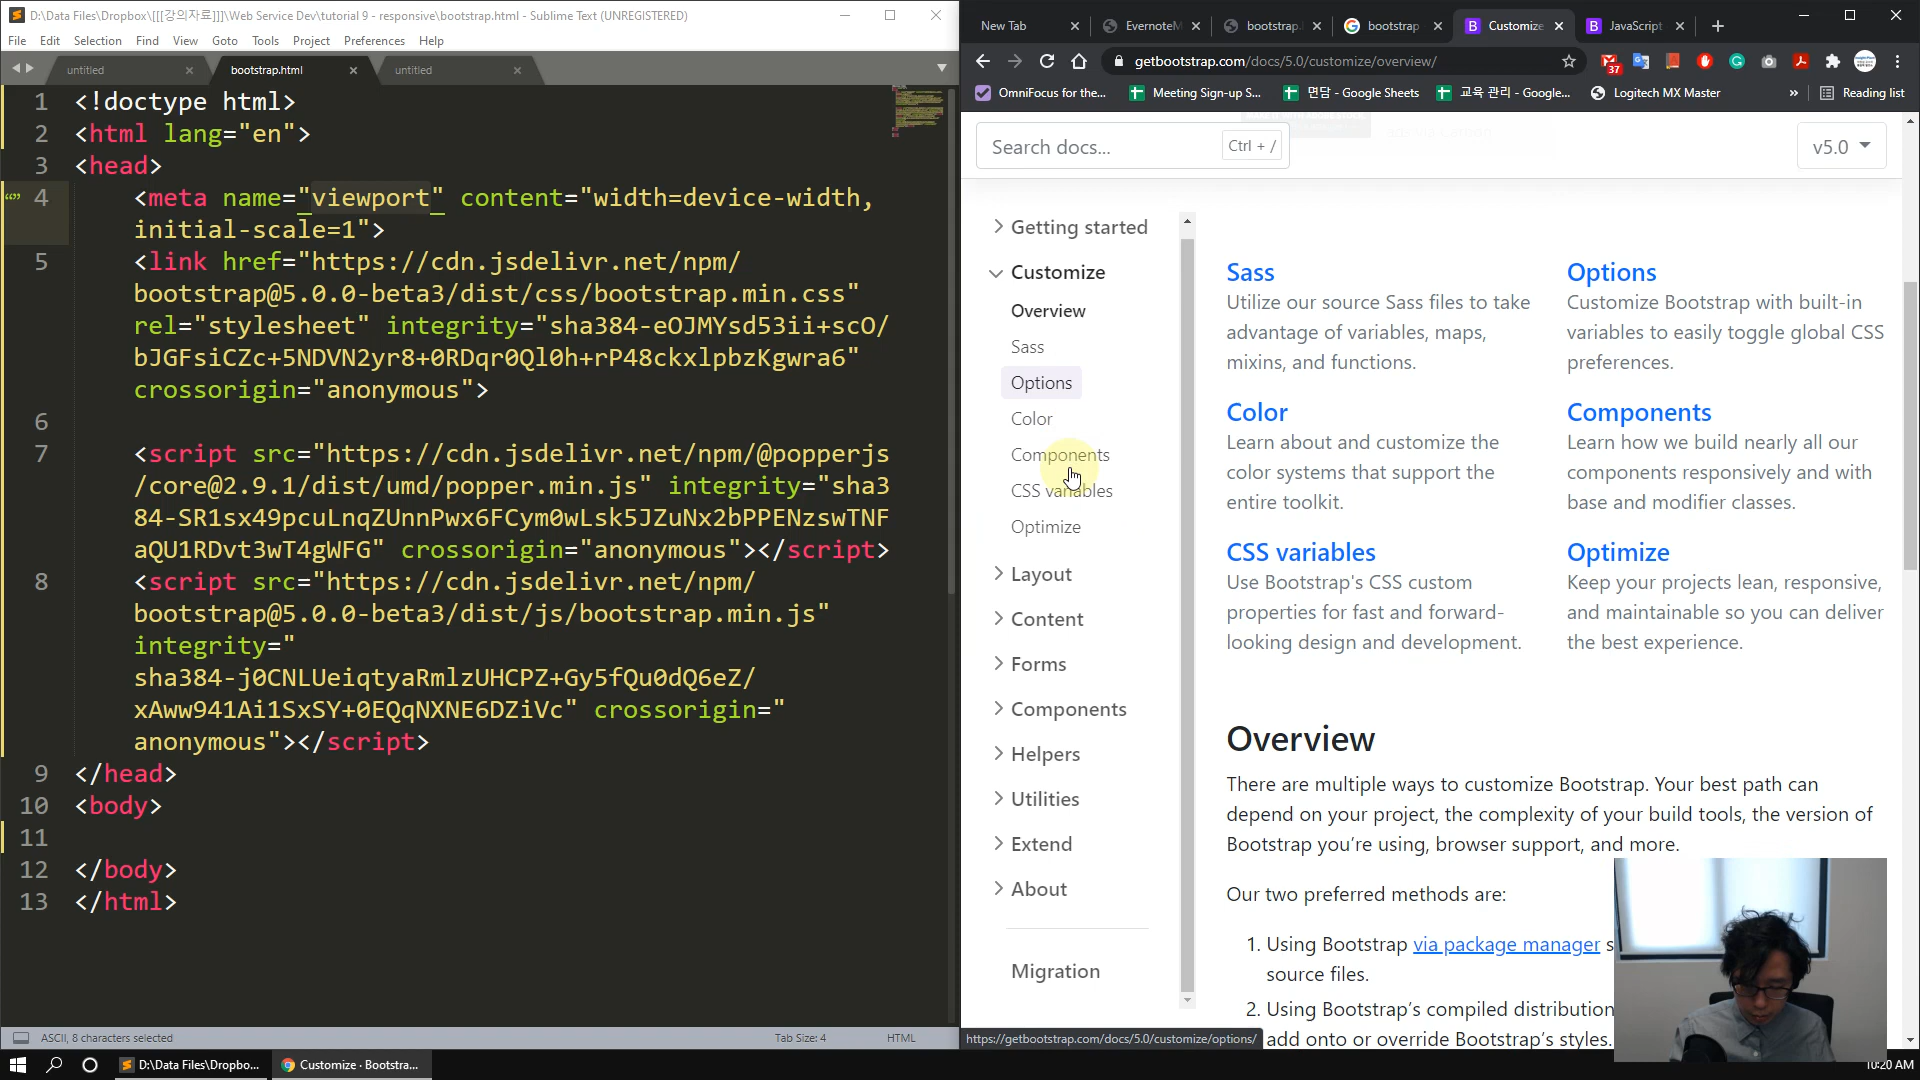 D:\Data Files\Dropbox\[[[강의자료]]]\Web Service Dev\tutorial 9 - responsive\bootstrap.html - Sublime Text (UNREGISTERED)
File Edit Selection Find View Goto Tools Project Preferences Help
untitled
bootstrap.html
untitled
1 <!doctype html>
2 <html lang="en">
3 <head>
4 <meta name="viewport" content="width=device-width,
initial-scale=1">
5 <link href="https://cdn.jsdelivr.net/npm/
bootstrap@5.0.0-beta3/dist/css/bootstrap.min.css"
rel="stylesheet" integrity="sha384-eOJMYsd53ii+scO/
bJGFsiCZc+5NDVN2yr8+0RDqr0Ql0h+rP48ckxlpbzKgwra6"
crossorigin="anonymous">
6
7 <script src="https://cdn.jsdelivr.net/npm/@popperjs
/core@2.9.1/dist/umd/popper.min.js" integrity="sha3
84-SR1sx49pcuLnqZUnnPwx6FCym0wLsk5JZuNx2bPPENzswTNF
aQU1RDvt3wT4gWFG" crossorigin="anonymous"></script>
8 <script src="https://cdn.jsdelivr.net/npm/
bootstrap@5.0.0-beta3/dist/js/bootstrap.min.js"
integrity="
sha384-j0CNLUeiqtyaRmlzUHCPZ+Gy5fQu0dQ6eZ/
xAww941Ai1SxSY+0EQqNXNE6DZiVc" crossorigin="
anonymous"></script>
9 </head>
10 <body>
11
12 </body>
13 </html>
ASCII, 8 characters selected
Tab Size: 4
HTML
New Tab
EvernoteM
bootstrap.
bootstrap
Customize
JavaScript
getbootstrap.com/docs/5.0/customize/overview/
37
OmniFocus for the...
Meeting Sign-up S...
면담 - Google Sheets
교육 관리 - Google...
Logitech MX Master
»
Reading list
Search docs...
Ctrl + /
v5.0
Getting started
Customize
Overview
Sass
Options
Color
Components
CSS variables
Optimize
Layout
Content
Forms
Components
Helpers
Utilities
Extend
About
Migration
Sass
Utilize our source Sass files to take
advantage of variables, maps,
mixins, and functions.
Options
Customize Bootstrap with built-in
variables to easily toggle global CSS
preferences.
Color
Learn about and customize the
color systems that support the
entire toolkit.
Components
Learn how we build nearly all our
components responsively and with
base and modifier classes.
CSS variables
Use Bootstrap's CSS custom
properties for fast and forward-
looking design and development.
Optimize
Keep your projects lean, responsive,
and maintainable so you can deliver
the best experience.
Overview
There are multiple ways to customize Bootstrap. Your best path can
depend on your project, the complexity of your build tools, the version of
Bootstrap you're using, browser support, and more.
Our two preferred methods are:
1. Using Bootstrap via package manager s
source files.
2. Using Bootstrap's compiled distribution
add onto or override Bootstrap's styles.
https://getbootstrap.com/docs/5.0/customize/options/
D:\Data Files\Dropbo...
Customize · Bootstra...
10:20 AM